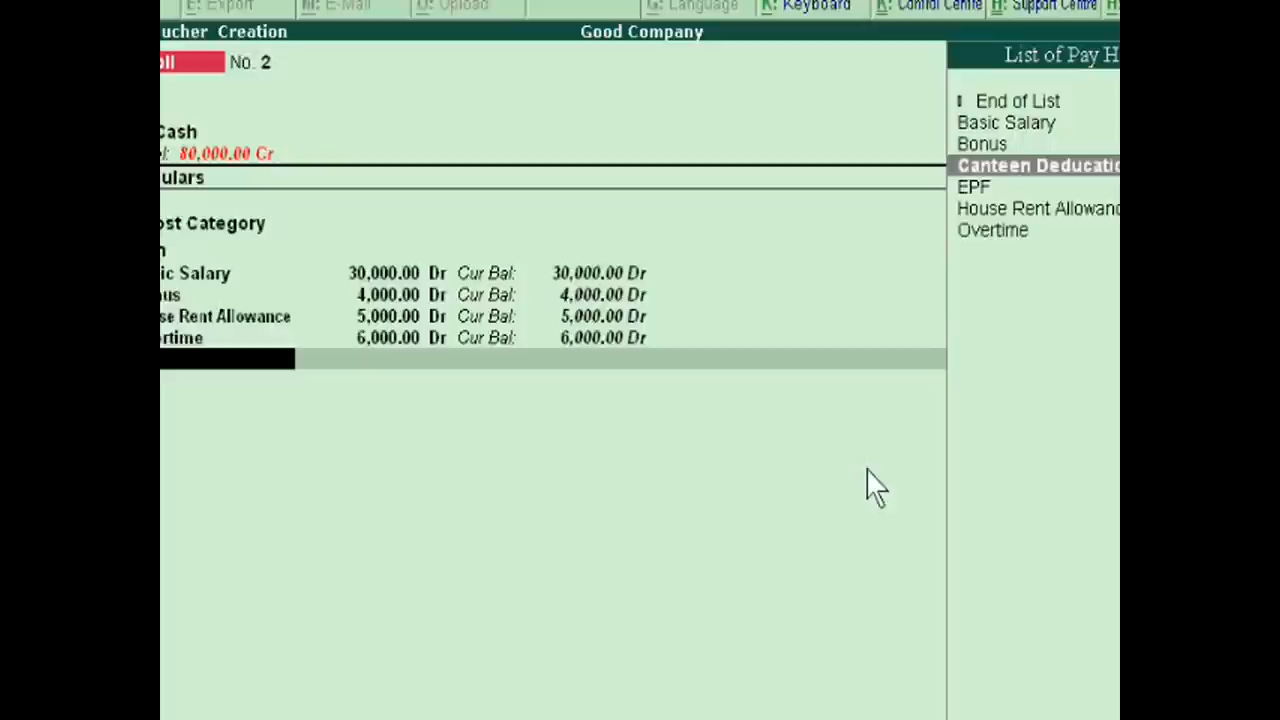 E: Export M: E-Mail O: Upload G: Language K: Keyboard K: Control Centre H: Support Centre H:
ucher Creation Good Company
oll No. 2
List of Pay H
Cash
l: 80,000.00 Cr
End of List
Basic Salary
Bonus
Canteen Deducatio
EPF
House Rent Allowanc
Overtime
ulars
ost Category
n
ic Salary 30,000.00 Dr Cur Bal: 30,000.00 Dr
nus 4,000.00 Dr Cur Bal: 4,000.00 Dr
se Rent Allowance 5,000.00 Dr Cur Bal: 5,000.00 Dr
rtime 6,000.00 Dr Cur Bal: 6,000.00 Dr